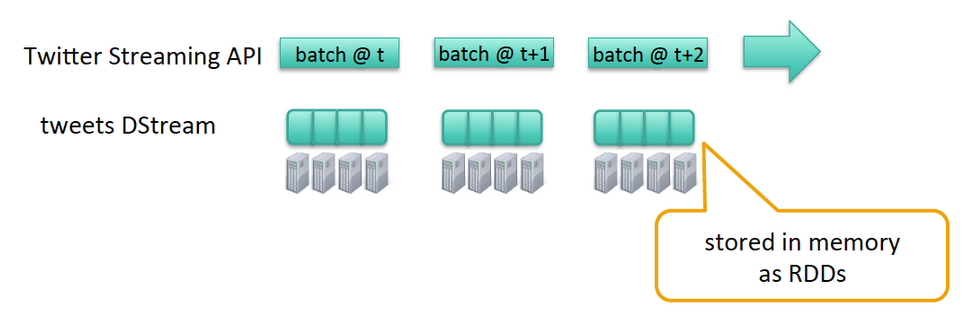 Twitter Streaming API
batch @ t
batch @ t+1
batch @ t+2
tweets DStream
stored in memory
as RDDs